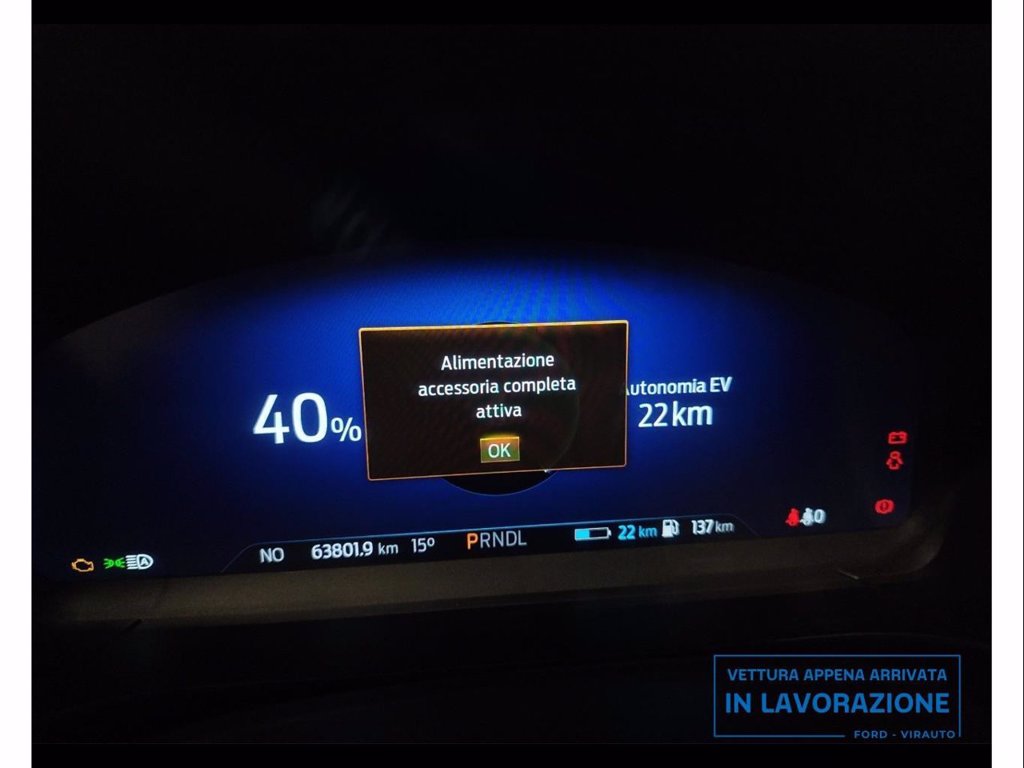 Alimentazione
accessoria completa
attiva
OK
40%
Autonomia EV
22 km
NO 63801.9 km 15° PRNDL 22 km 137 km
0
VETTURA APPENA ARRIVATA
IN LAVORAZIONE
FORD - VIRAUTO